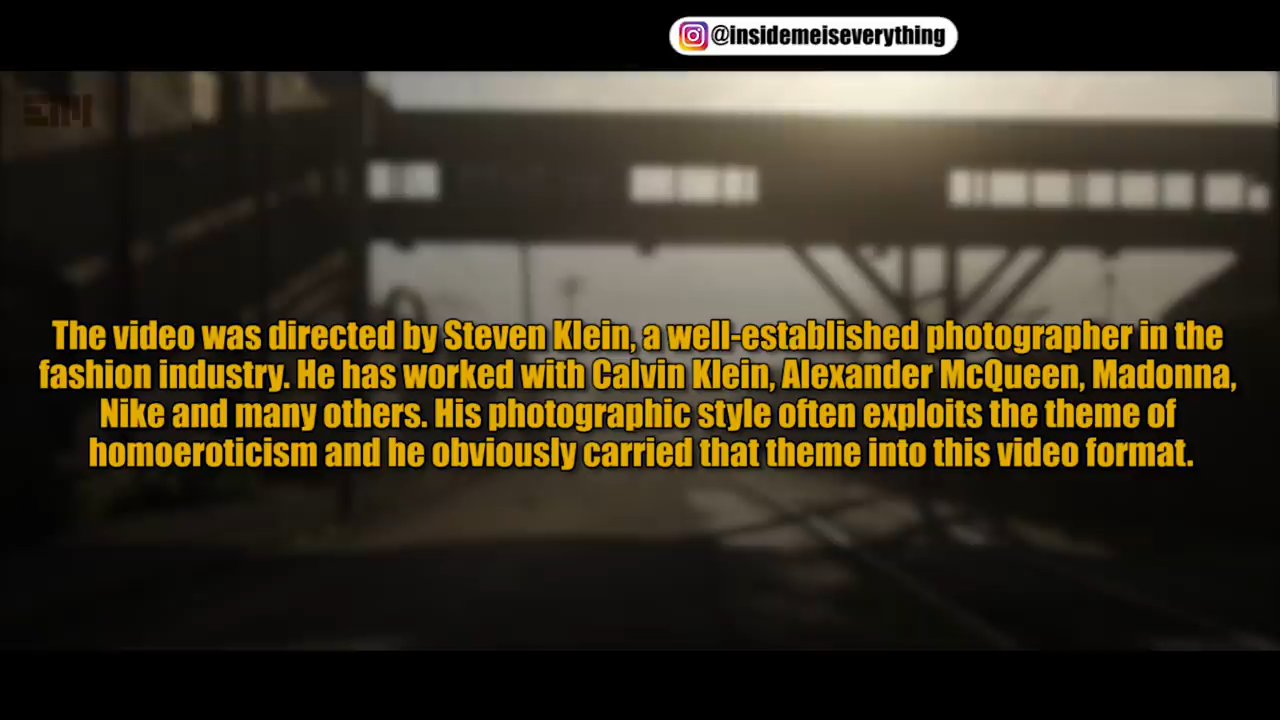 @insidemeiseverything
EMI
The video was directed by Steven Klein, a well-established photographer in the
fashion industry. He has worked with Calvin Klein, Alexander McQueen, Madonna,
Nike and many others. His photographic style often exploits the theme of
homoeroticism and he obviously carried that theme into this video format.